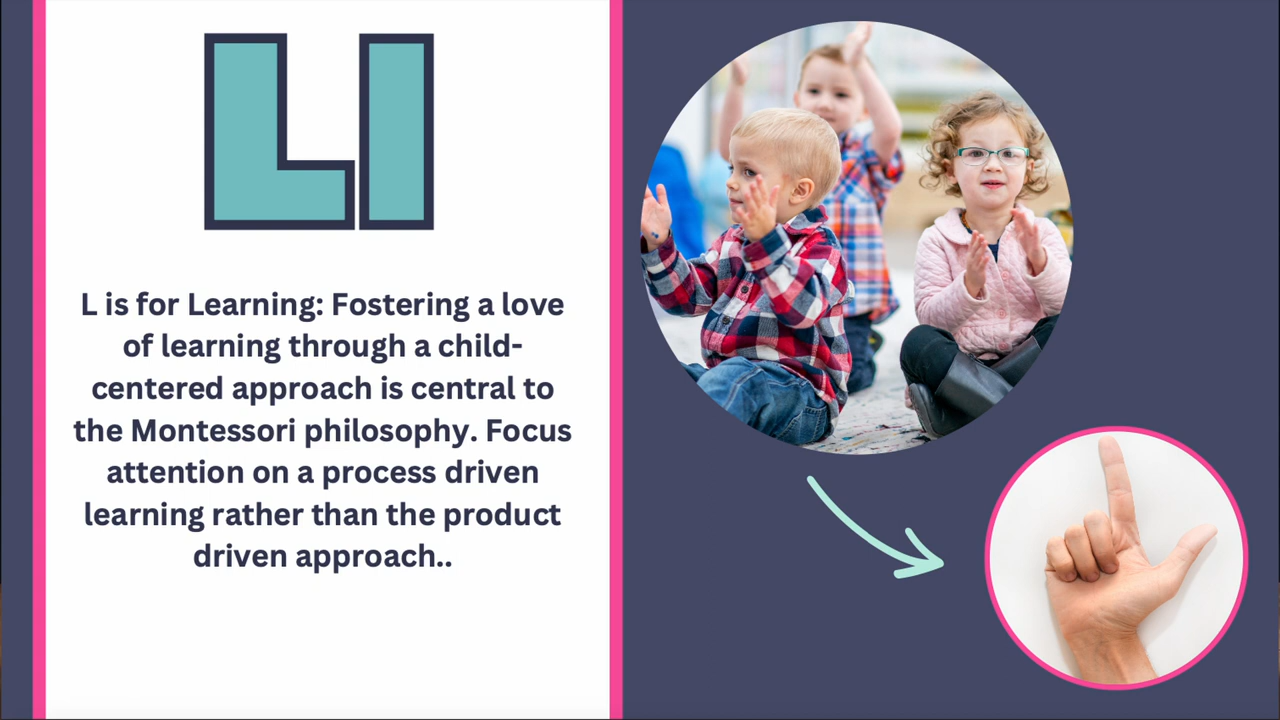 Ll
L is for Learning: Fostering a love
of learning through a child-
centered approach is central to
the Montessori philosophy. Focus
attention on a process driven
learning rather than the product
driven approach..